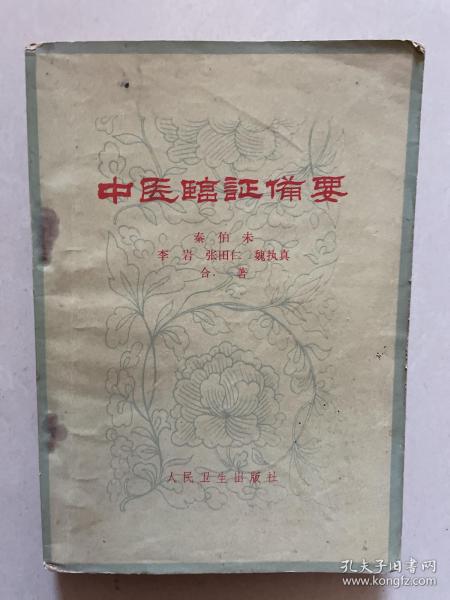 中医臨証備要
秦伯未
李岩 张田仁 魏执真
合著
人民卫生出版社
孔夫子旧书网
www.kongfz.com